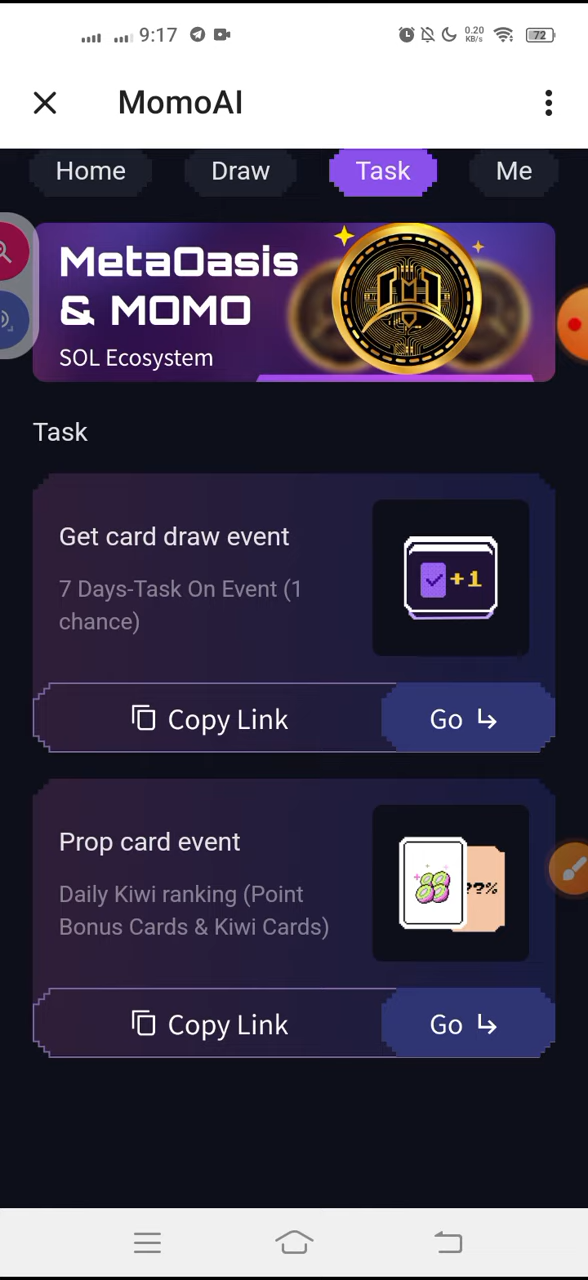 9:17
0.20
KB/s
72
MomoAI
Home
Draw
Task
Me
MetaOasis
& MOMO
SOL Ecosystem
Task
Get card draw event
7 Days-Task On Event (1
chance)
+1
Copy Link
Go
Prop card event
Daily Kiwi ranking (Point
Bonus Cards & Kiwi Cards)
??%
Copy Link
Go